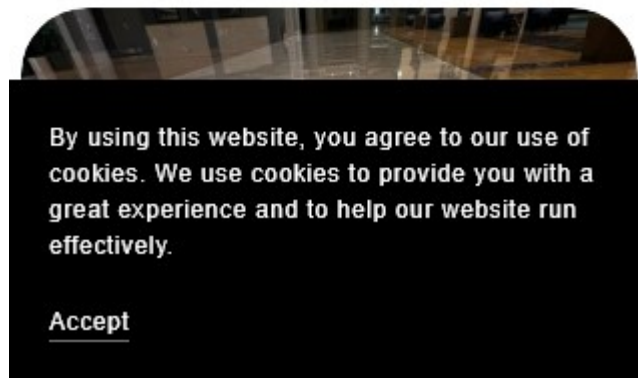 By using this website, you agree to our use of
cookies. We use cookies to provide you with a
great experience and to help our website run
effectively.
Accept